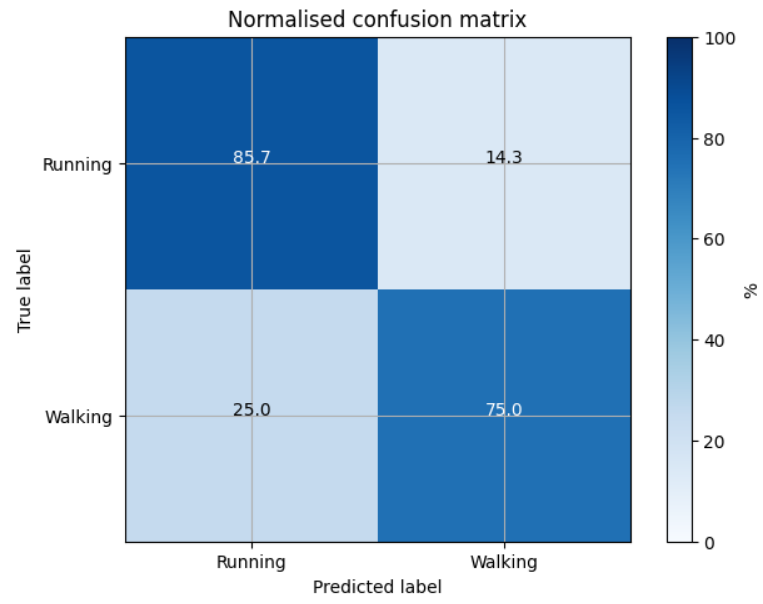 Normalised confusion matrix
True label
Running
85.7
14.3
Walking
25.0
75.0
Running
Walking
Predicted label
100
80
60
40
20
0
%